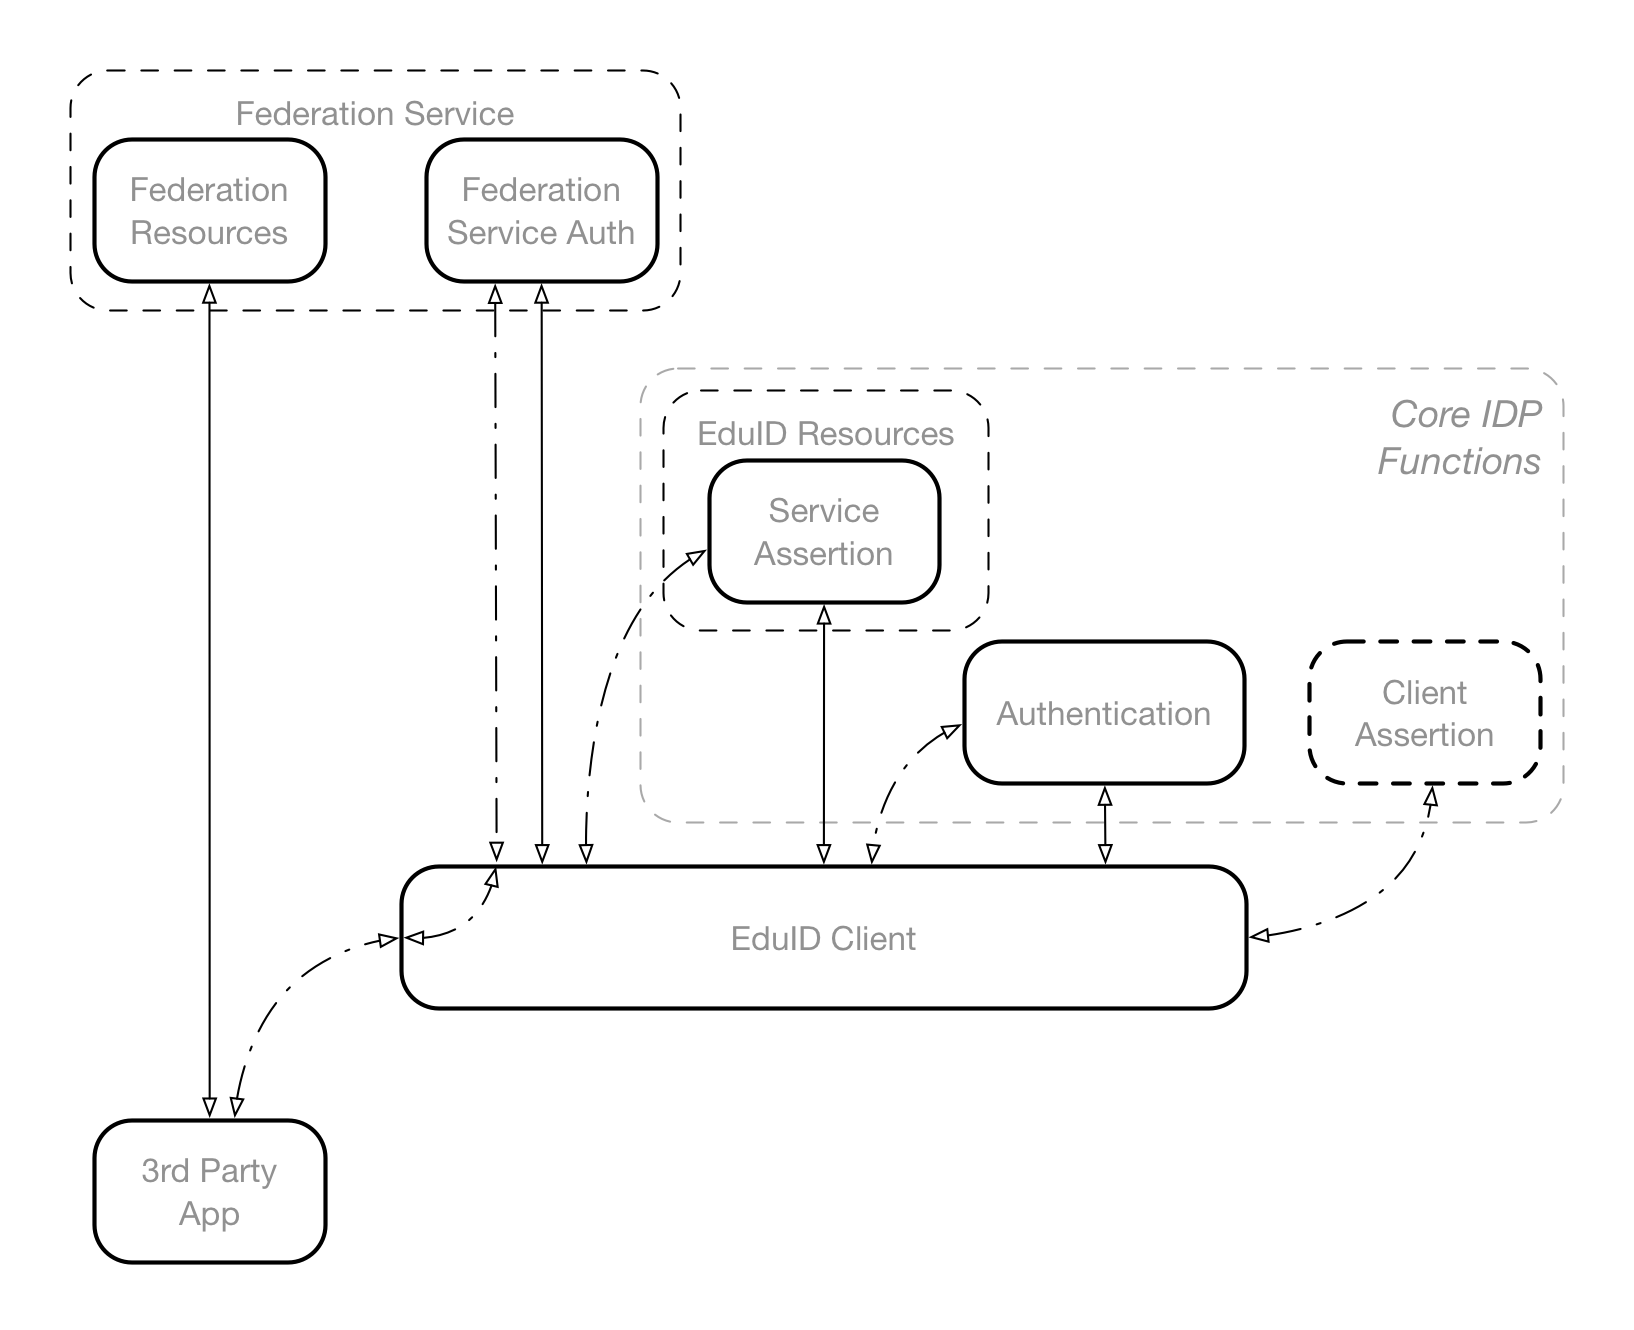 Federation Service
Federation
Resources
Federation
Service Auth
Core IDP
Functions
EduID Resources
Service
Assertion
Authentication
Client
Assertion
EduID Client
3rd Party
App